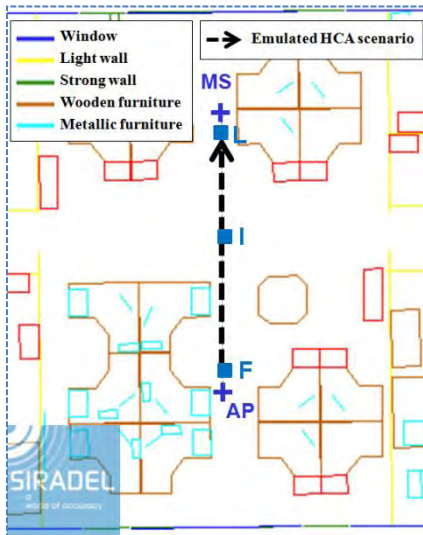 Window
Light wall
Strong wall
Wooden furniture
Metallic furniture
Emulated HCA scenario
MS
L
I
F
AP
SIRADEL
a
world of accuracy